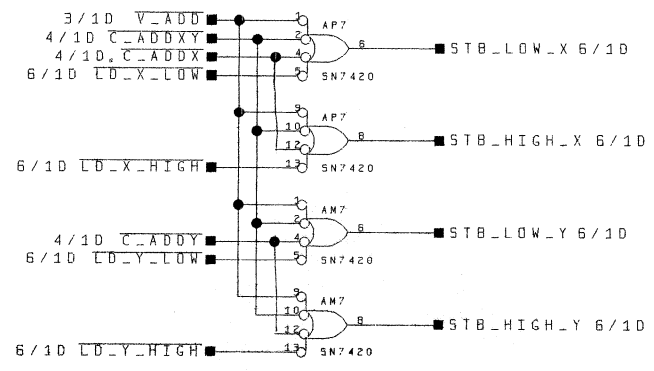 3/1D V_ADD
4/1D C_ADDXY
4/1D. C_ADDX
6/1D LD_X_LOW
1 2 4 5
AP7
6
SN7420
STB_LOW_X 6/1D
6/1D LD_X_HIGH
9 10 12 13
AP7
8
SN7420
STB_HIGH_X 6/1D
4/1D C_ADDY
6/1D LD_Y_LOW
1 2 4 5
AM7
6
SN7420
STB_LOW_Y 6/1D
6/1D LD_Y_HIGH
9 10 12 13
AM7
8
SN7420
STB_HIGH_Y 6/1D